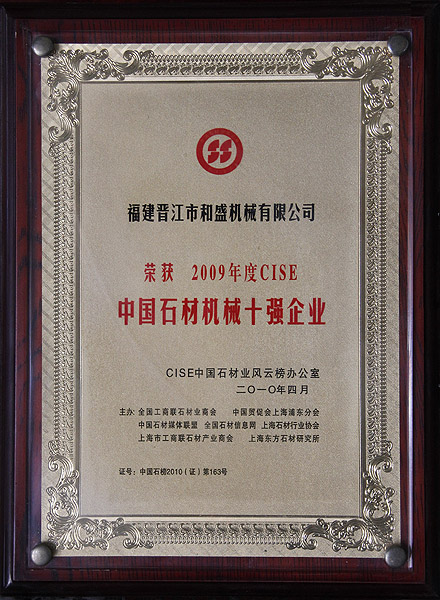 福建晋江市和盛机械有限公司
荣获 2009年度CISE
中国石材机械十强企业
CISE中国石材业风云榜办公室
二〇一〇年四月
主办：全国工商联石材业商会 中国贸促会上海浦东分会
中国石材媒体联盟 全国石材信息网 上海石材行业协会
上海市工商联石材产业商会 上海东方石材研究所
证号：中国石榜2010（证）第163号